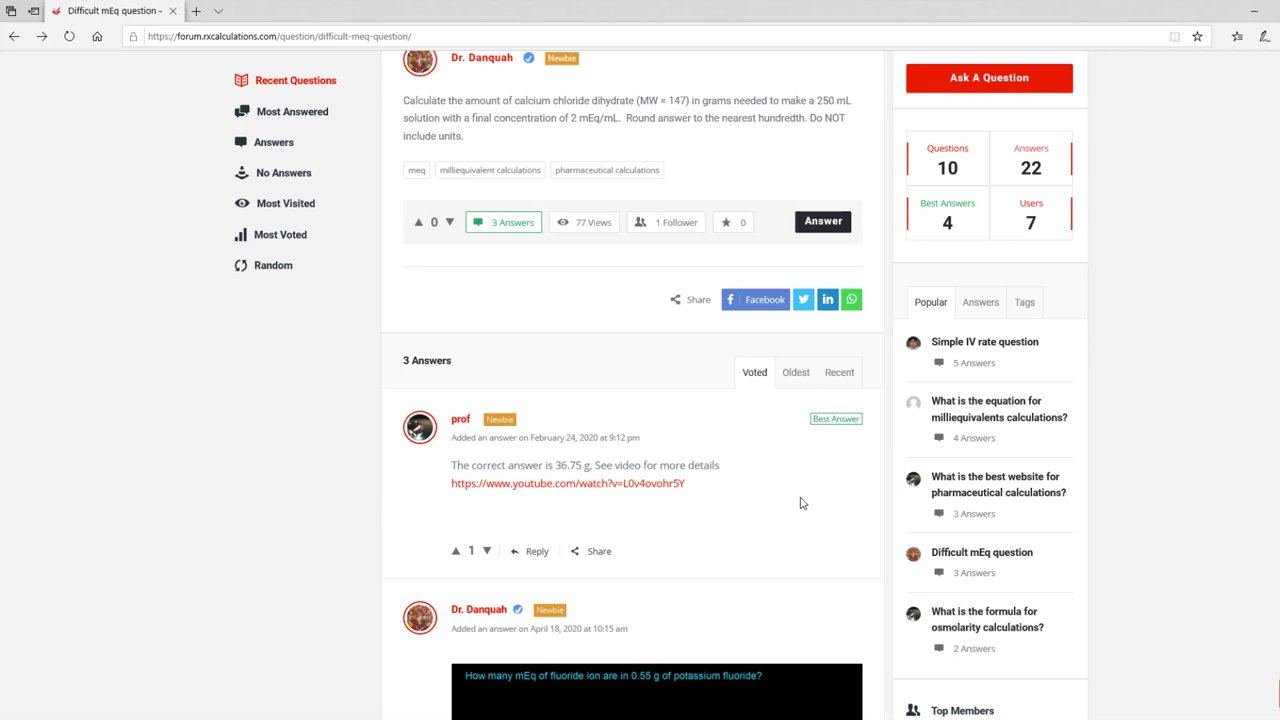 Difficult mEq question -
https://forum.rxcalculations.com/question/difficult-meq-question/
Recent Questions
Most Answered
Answers
No Answers
Most Visited
Most Voted
Random
Dr. Danquah Newbie
Calculate the amount of calcium chloride dihydrate (MW = 147) in grams needed to make a 250 mL
solution with a final concentration of 2 mEq/mL. Round answer to the nearest hundredth. Do NOT
include units.
meq milliequivalent calculations pharmaceutical calculations
0 3 Answers 77 Views 1 Follower 0 Answer
Share Facebook
3 Answers
Voted Oldest Recent
prof Newbie Best Answer
Added an answer on February 24, 2020 at 9:12 pm
The correct answer is 36.75 g. See video for more details
https://www.youtube.com/watch?v=L0v4ovohr5Y
1 Reply Share
Dr. Danquah Newbie
Added an answer on April 18, 2020 at 10:15 am
How many mEq of fluoride ion are in 0.55 g of potassium fluoride?
Ask A Question
Questions Answers
10 22
Best Answers Users
4 7
Popular Answers Tags
Simple IV rate question
5 Answers
What is the equation for
milliequivalents calculations?
4 Answers
What is the best website for
pharmaceutical calculations?
3 Answers
Difficult mEq question
3 Answers
What is the formula for
osmolarity calculations?
2 Answers
Top Members